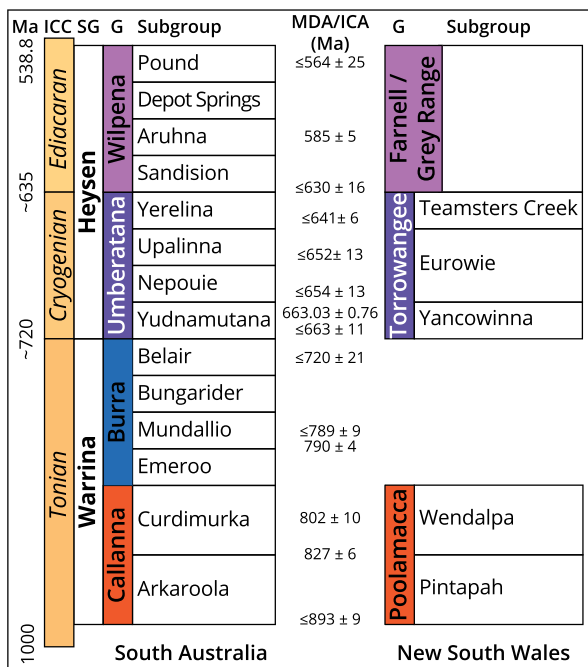 Ma ICC SG G Subgroup MDA/ICA (Ma) G Subgroup
538.8
~635
~720
1000
Ediacaran
Cryogenian
Tonian
Heysen
Warrina
Wilpena
Umberatana
Burra
Callanna
Pound
Depot Springs
Aruhna
Sandision
Yerelina
Upalinna
Nepouie
Yudnamutana
Belair
Bungarider
Mundallio
Emeroo
Curdimurka
Arkaroola
≤564 ± 25
585 ± 5
≤630 ± 16
≤641± 6
≤652± 13
≤654 ± 13
663.03 ± 0.76
≤663 ± 11
≤720 ± 21
≤789 ± 9
790 ± 4
802 ± 10
827 ± 6
≤893 ± 9
Farnell /
Grey Range
Torrowangee
Poolamacca
Teamsters Creek
Eurowie
Yancowinna
Wendalpa
Pintapah
South Australia
New South Wales